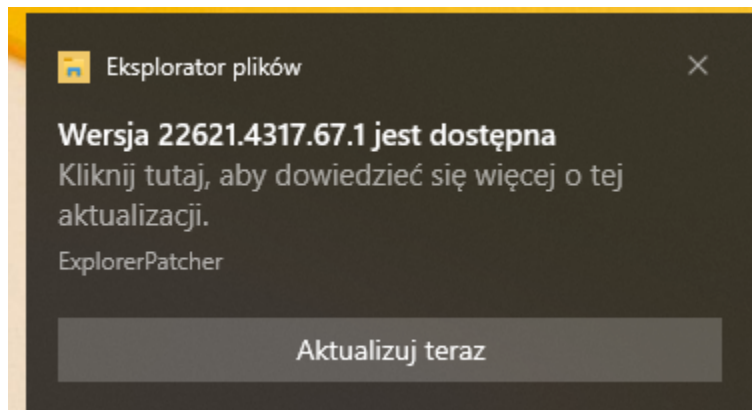 Eksplorator plików
Wersja 22621.4317.67.1 jest dostępna
Kliknij tutaj, aby dowiedzieć się więcej o tej
aktualizacji.
ExplorerPatcher
Aktualizuj teraz